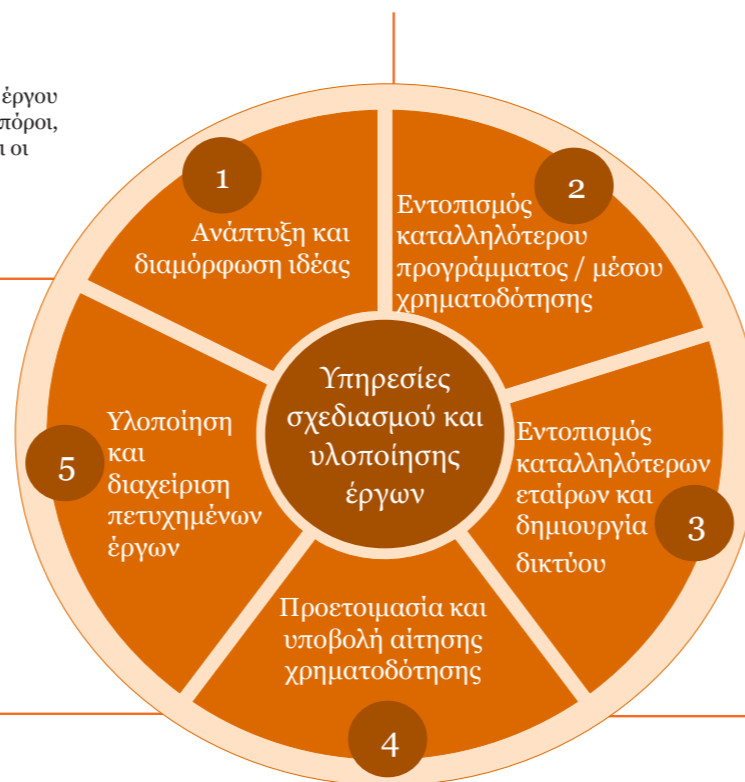 έργου
πόροι,
ι οι
1
Ανάπτυξη και
διαμόρφωση ιδέας
2
Εντοπισμός
καταλληλότερου
προγράμματος / μέσου
χρηματοδότησης
Υπηρεσίες
σχεδιασμού και
υλοποίησης
έργων
Εντοπισμός
καταλληλότερων
εταίρων και
δημιουργία
δικτύου
3
Προετοιμασία και
υποβολή αίτησης
χρηματοδότησης
4
5
Υλοποίηση
και
διαχείριση
πετυχημένων
έργων